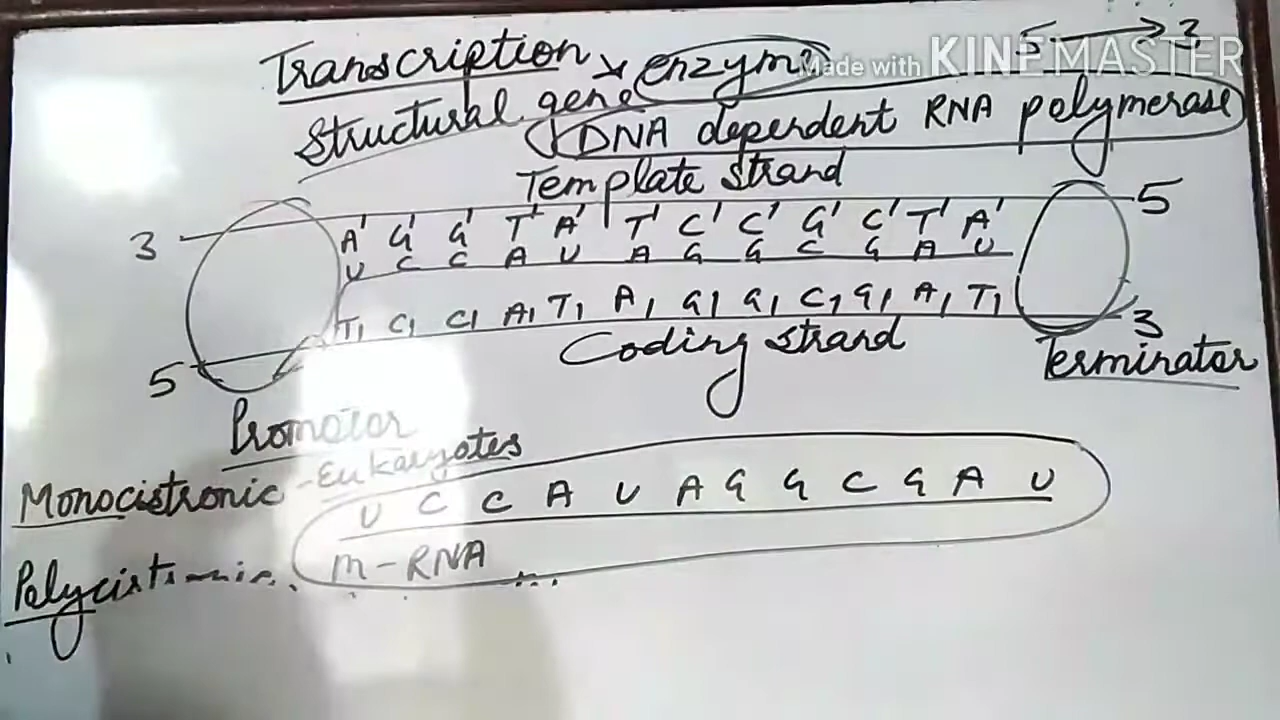 Transcription → enzyme 5 → 3
Made with KINEMASTER
Structural gene DNA dependent RNA polymerase
Template strand
3 5
A G G T A T C C G C T A
U C C A U A G G C G A U
T C C A T A G G C G A T
5 3
Coding strand
Terminator
Promotor
Monocistronic - Eukaryotes
U C C A U A G G C G A U
m-RNA